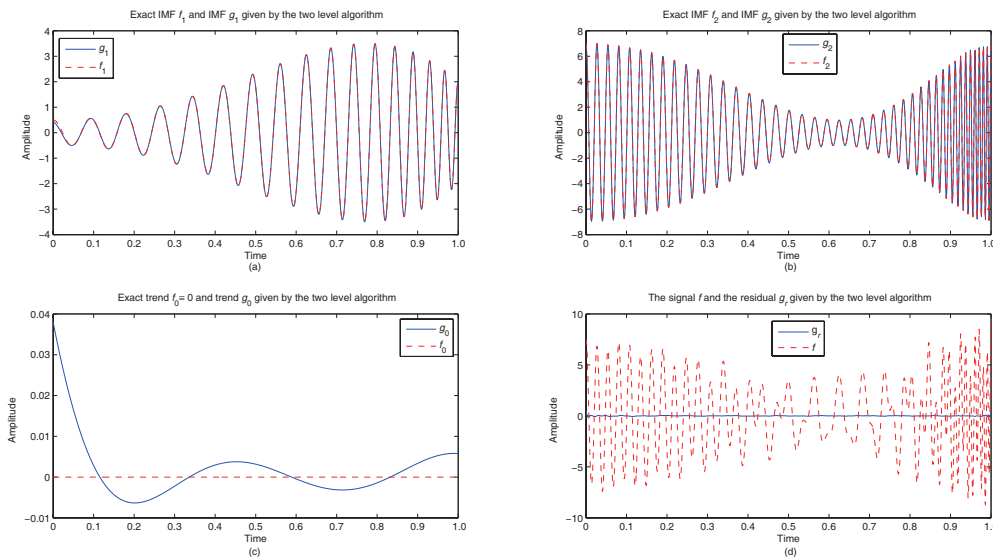 Exact IMF f1 and IMF g1 given by the two level algorithm
4
3
2
1
0
−1
−2
−3
−4
Amplitude
g1
f1
0 0.1 0.2 0.3 0.4 0.5 0.6 0.7 0.8 0.9 1.0
Time
(a)
Exact IMF f2 and IMF g2 given by the two level algorithm
8
6
4
2
0
−2
−4
−6
−8
Amplitude
g2
f2
0 0.1 0.2 0.3 0.4 0.5 0.6 0.7 0.8 0.9 1.0
Time
(b)
Exact trend f0= 0 and trend g0 given by the two level algorithm
0.04
0.03
0.02
0.01
0
−0.01
Amplitude
g0
f0
0 0.1 0.2 0.3 0.4 0.5 0.6 0.7 0.8 0.9 1.0
Time
(c)
The signal f and the residual gr given by the two level algorithm
10
5
0
−5
−10
Amplitude
gr
f
0 0.1 0.2 0.3 0.4 0.5 0.6 0.7 0.8 0.9 1.0
Time
(d)